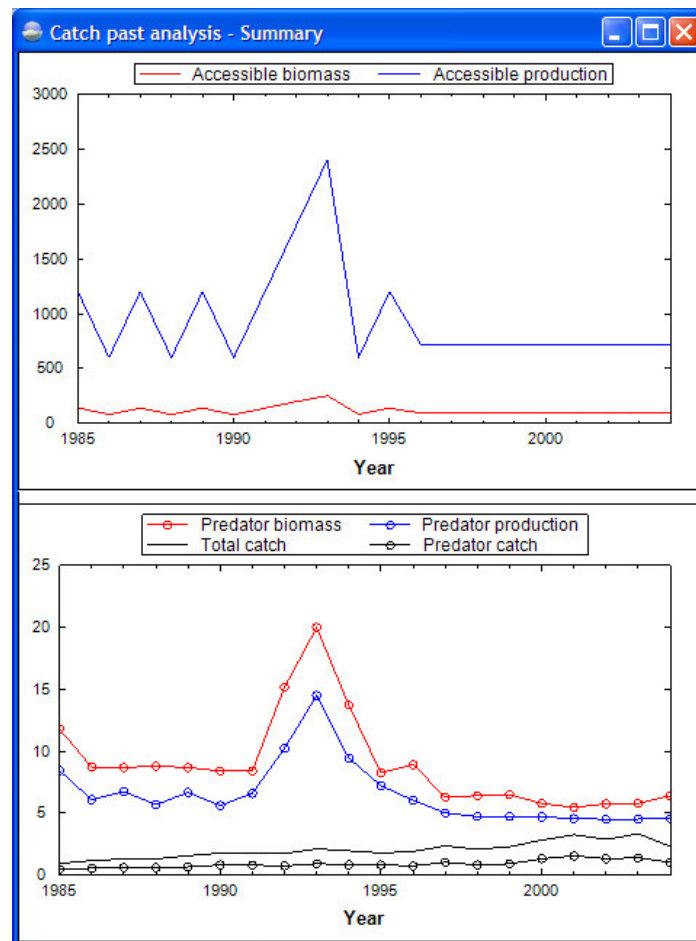 Catch past analysis - Summary
Accessible biomass Accessible production
3000
2500
2000
1500
1000
500
0
1985 1990 1995 2000
Year
Predator biomass Predator production
Total catch Predator catch
25
20
15
10
5
0
1985 1990 1995 2000
Year